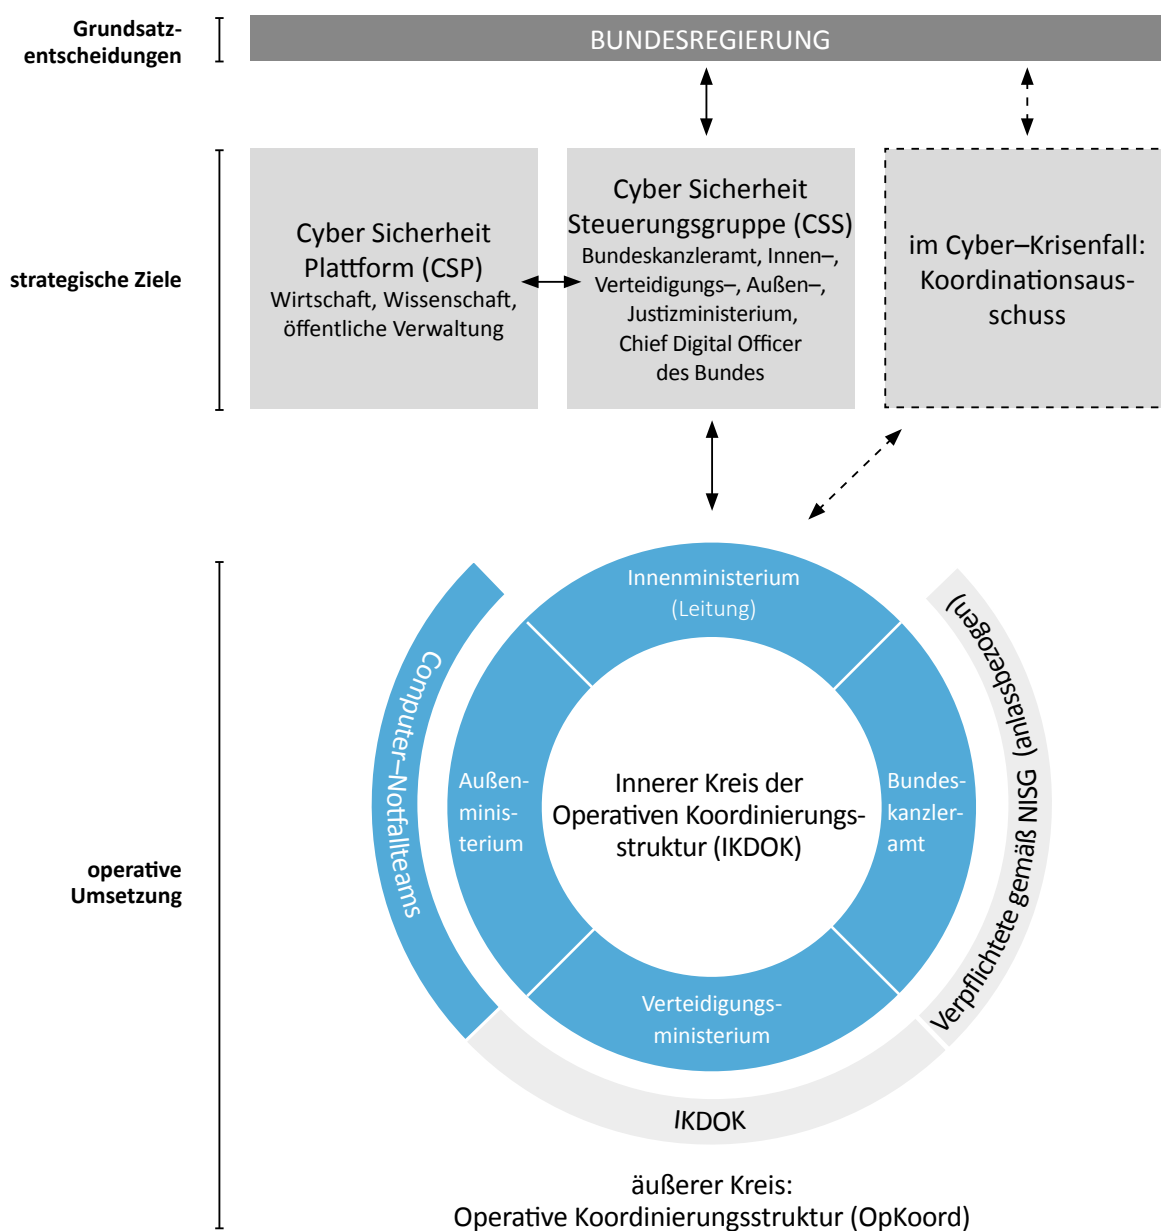 Grundsatz-
entscheidungen
BUNDESREGIERUNG
strategische Ziele
Cyber Sicherheit
Plattform (CSP)
Wirtschaft, Wissenschaft,
öffentliche Verwaltung
Cyber Sicherheit
Steuerungsgruppe (CSS)
Bundeskanzleramt, Innen–,
Verteidigungs–, Außen–,
Justizministerium,
Chief Digital Officer
des Bundes
im Cyber–Krisenfall:
Koordinationsaus-
schuss
operative
Umsetzung
Innenministerium
(Leitung)
Computer–Notfallteams
Außen-
minis-
terium
Innerer Kreis der
Operativen Koordinierungs-
struktur (IKDOK)
Bundes-
kanzler-
amt
Verpflichtete gemäß NISG (anlassbezogen)
Verteidigungs-
ministerium
IKDOK
äußerer Kreis:
Operative Koordinierungsstruktur (OpKoord)